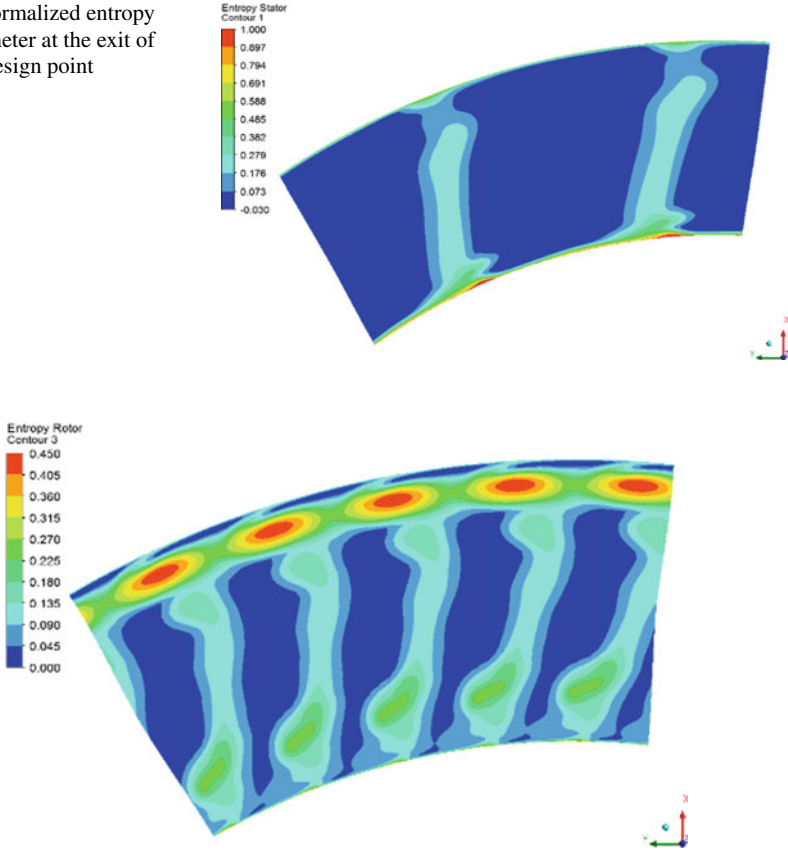 ormalized entropy
neter at the exit of
esign point
Entropy Stator
Contour 1
1.000
0.897
0.794
0.691
0.588
0.485
0.382
0.279
0.176
0.073
-0.030
X
Y
Entropy Rotor
Contour 3
0.450
0.405
0.360
0.315
0.270
0.225
0.180
0.135
0.090
0.045
0.000
X
Y